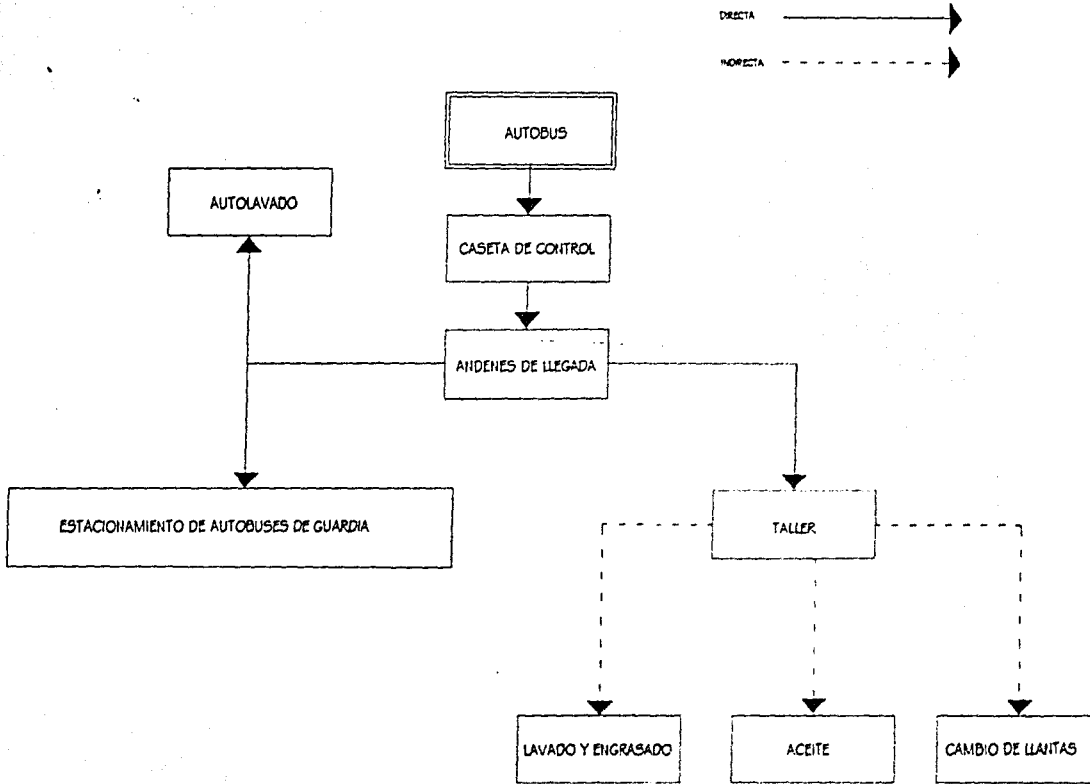 DIRECTA
INDIRECTA
AUTOBUS
AUTOLAVADO
CASETA DE CONTROL
ANDENES DE LLEGADA
ESTACIONAMIENTO DE AUTOBUSES DE GUARDIA
TALLER
LAVADO Y ENGRASADO
ACEITE
CAMBIO DE LLANTAS